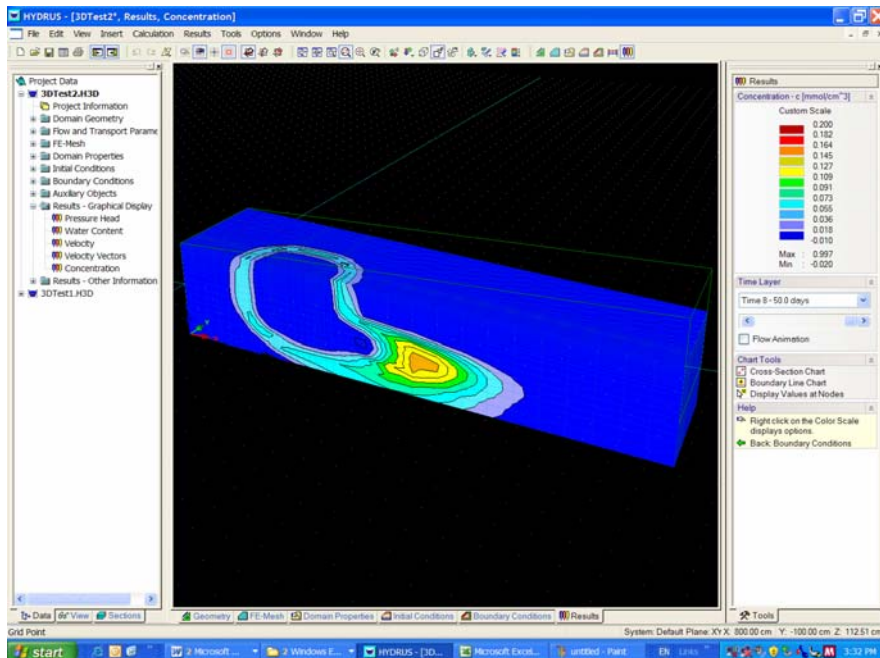 HYDRUS - [3DTest2*, Results, Concentration]
File Edit View Insert Calculation Results Tools Options Window Help
Project Data
3DTest2.H3D
Project Information
Domain Geometry
Flow and Transport Parame
FE-Mesh
Domain Properties
Initial Conditions
Boundary Conditions
Auxiliary Objects
Results - Graphical Display
Pressure Head
Water Content
Velocity
Velocity Vectors
Concentration
Results - Other Information
3DTest1.H3D
Data View Sections
Geometry FE-Mesh Domain Properties Initial Conditions Boundary Conditions Results
Results
Concentration - c [mmol/cm^3]
Custom Scale
0.200
0.182
0.164
0.145
0.127
0.109
0.091
0.073
0.055
0.036
0.018
-0.010
Max : 0.997
Min : -0.020
Time Layer
Time 8 - 50.0 days
Flow Animation
Chart Tools
Cross-Section Chart
Boundary Line Chart
Display Values at Nodes
Help
Right click on the Color Scale
displays options.
Back: Boundary Conditions
Tools
Grid Point
System: Default Plane: XY X: 800.00 cm Y: -100.00 cm Z: 112.51 cm
start 2 Microsoft ... 2 Windows E... HYDRUS - [3D... Microsoft Excel... untitled - Paint EN Links 3:32 PM